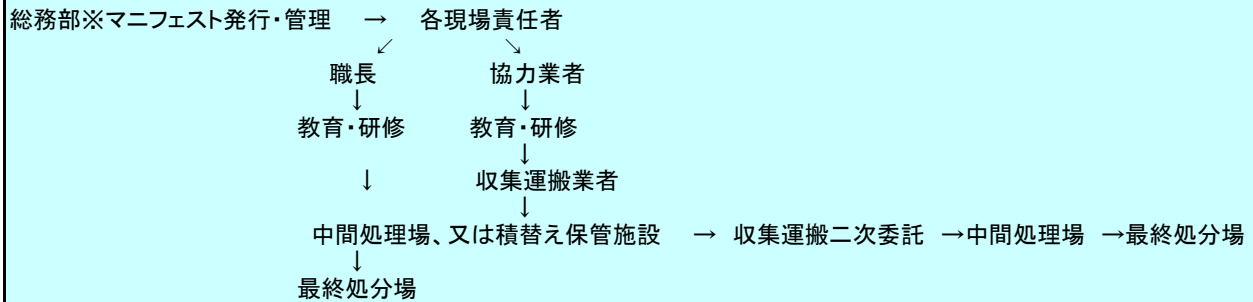 総務部※マニフェスト発行・管理　→　各現場責任者
↙　↘
職長　協力業者
↓　↓
教育・研修　教育・研修
↓
↓　収集運搬業者
↓
中間処理場、又は積替え保管施設　→　収集運搬二次委託　→中間処理場　→最終処分場
↓
最終処分場